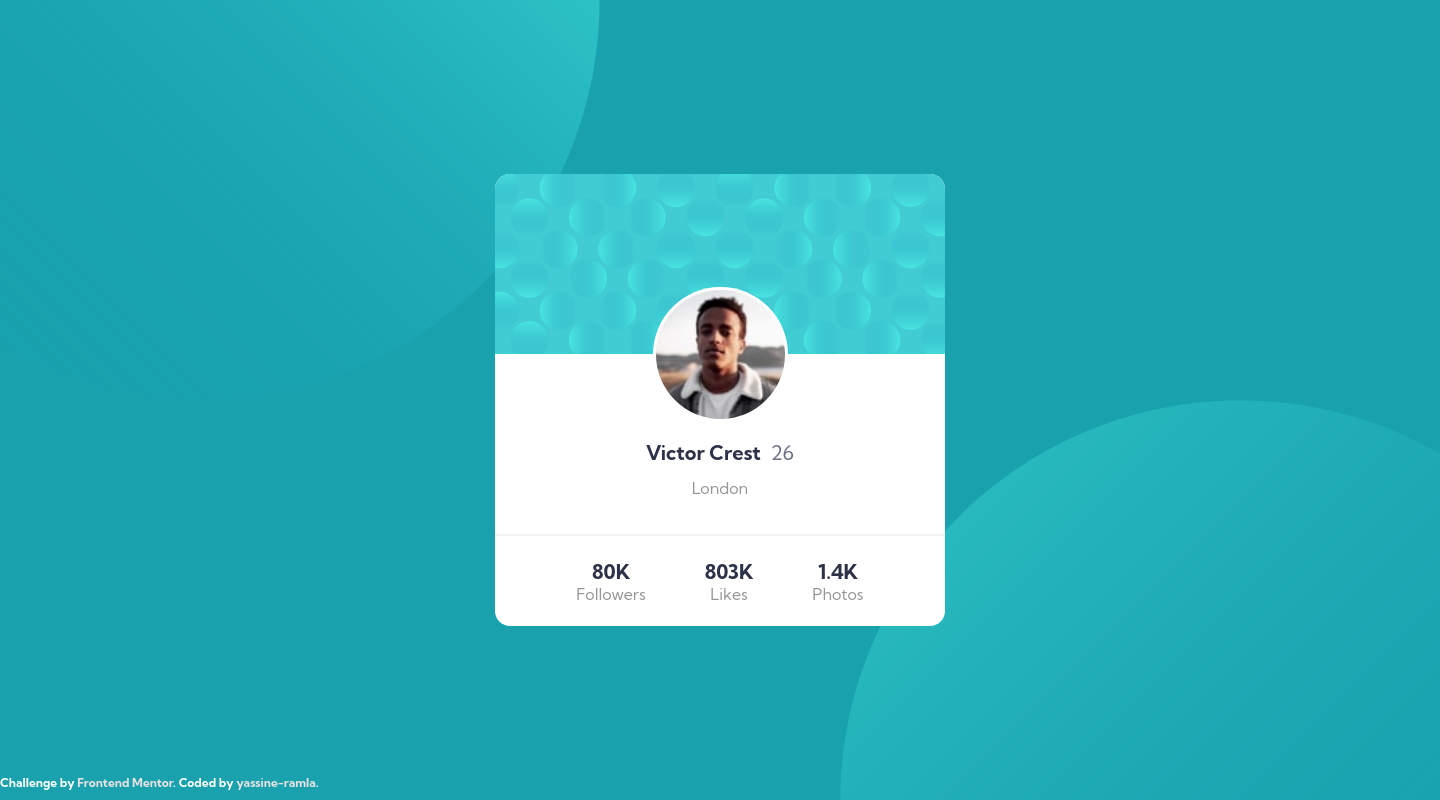 Victor Crest 26
London
80K 803K 1.4K
Followers Likes Photos
Challenge by Frontend Mentor. Coded by yassine-ramla.